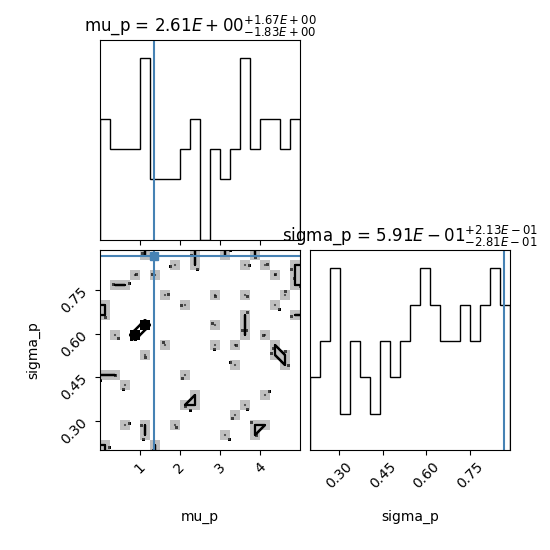 mu_p = 2.61E + 00+1.67E + 00
−1.83E + 00
sigma_p = 5.91E − 01+2.13E − 01
−2.81E − 01
0.75
0.60
0.45
0.30
sigma_p
1 2 3 4
mu_p
0.30 0.45 0.60 0.75
sigma_p